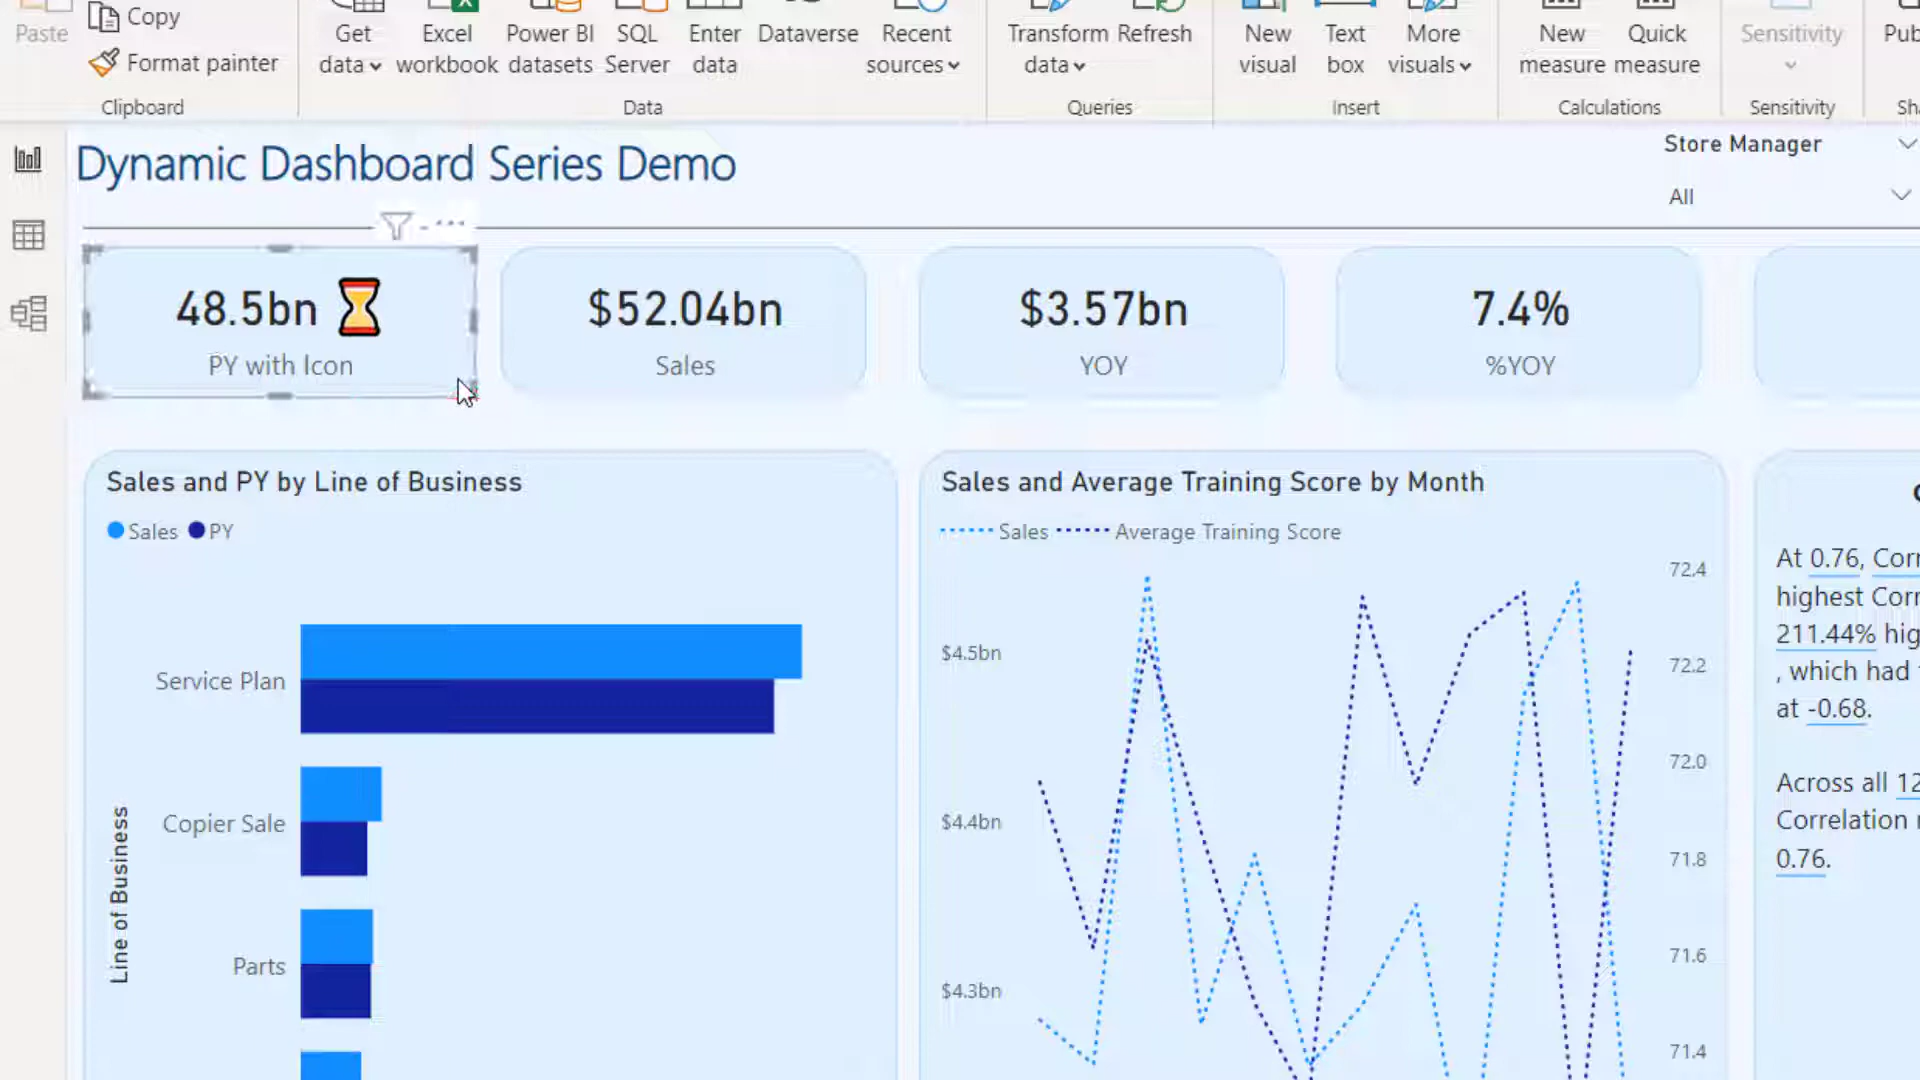 Paste
Copy
Format painter
Clipboard
Get data
Excel workbook
Power BI datasets
SQL Server
Enter data
Dataverse
Recent sources
Data
Transform data
Refresh
Queries
New visual
Text box
More visuals
Insert
New measure
Quick measure
Calculations
Sensitivity
Sensitivity
Dynamic Dashboard Series Demo
Store Manager
All
48.5bn ⏳
PY with Icon
$52.04bn
Sales
$3.57bn
YOY
7.4%
%YOY
Sales and PY by Line of Business
Sales PY
Line of Business
Service Plan
Copier Sale
Parts
Sales and Average Training Score by Month
Sales Average Training Score
$4.5bn
$4.4bn
$4.3bn
72.4
72.2
72.0
71.8
71.6
71.4
At 0.76,
highest
211.44%
, which had
at -0.68.
Across all 12
Correlation
0.76.